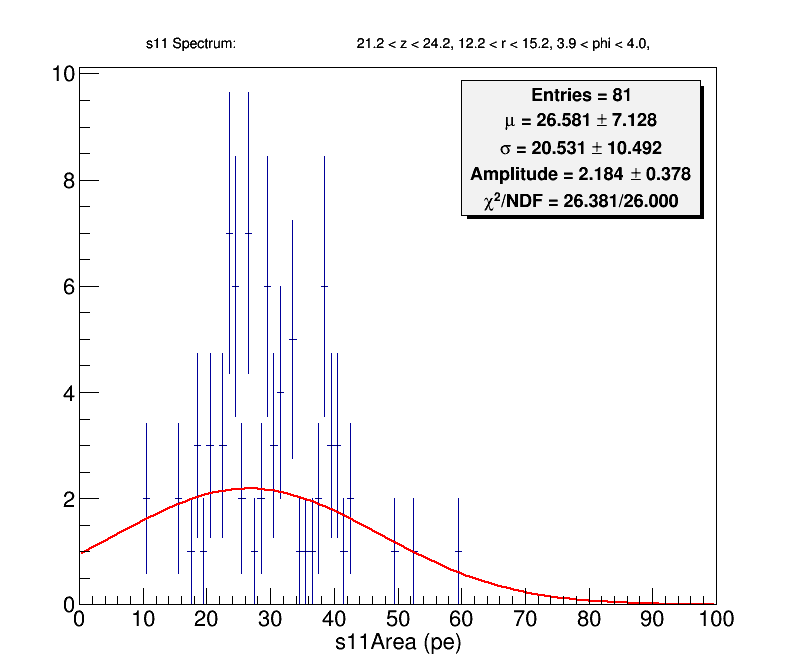 s11 Spectrum: 21.2 < z < 24.2, 12.2 < r < 15.2, 3.9 < phi < 4.0,
Entries = 81
μ = 26.581 ± 7.128
σ = 20.531 ± 10.492
Amplitude = 2.184 ± 0.378
χ²/NDF = 26.381/26.000
10
8
6
4
2
0
0 10 20 30 40 50 60 70 80 90 100
s11Area (pe)